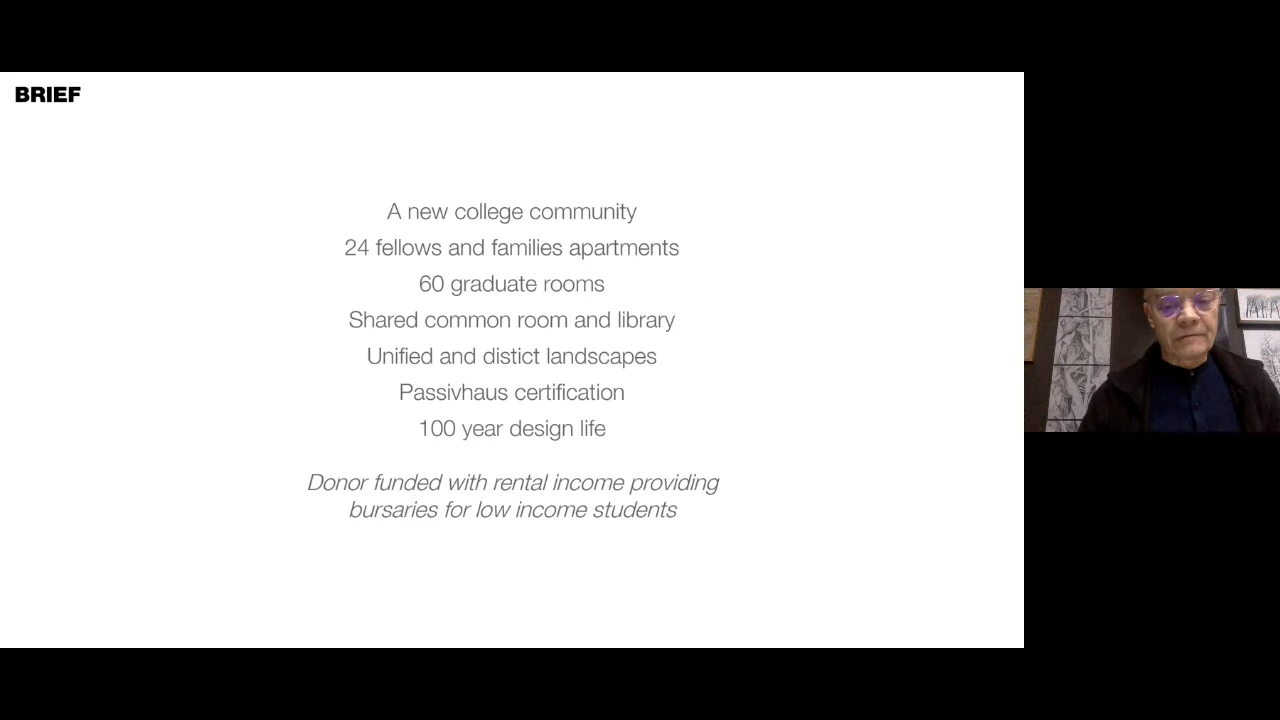 BRIEF
A new college community
24 fellows and families apartments
60 graduate rooms
Shared common room and library
Unified and distict landscapes
Passivhaus certification
100 year design life
Donor funded with rental income providing
bursaries for low income students